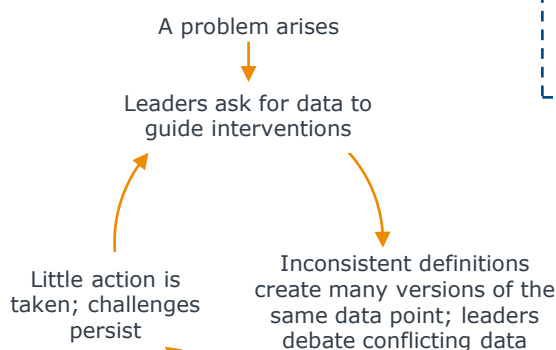 A problem arises
Leaders ask for data to
guide interventions
Inconsistent definitions
create many versions of the
same data point; leaders
debate conflicting data
Little action is
taken; challenges
persist